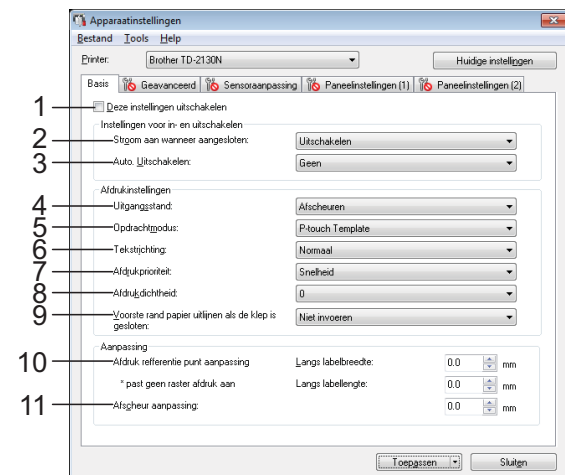 Apparaatinstellingen
Bestand Tools Help
Printer: Brother TD-2130N Huidige instellingen
Basis Geavanceerd Sensoraanpassing Paneelinstellingen (1) Paneelinstellingen (2)
1 Deze instellingen uitschakelen
Instellingen voor in- en uitschakelen
2 Stroom aan wanneer aangesloten: Uitschakelen
3 Auto. Uitschakelen: Geen
Afdrukinstellingen
4 Uitgangsstand: Afscheuren
5 Opdrachtmodus: P-touch Template
6 Tekstrichting: Normaal
7 Afdrukprioriteit: Snelheid
8 Afdrukdichtheid: 0
9 Voorste rand papier uitlijnen als de klep is gesloten: Niet invoeren
Aanpassing
10 Afdruk refferentie punt aanpassing Langs labelbreedte: 0.0 mm
* past geen raster afdruk aan Langs labellengte: 0.0 mm
11 Afscheur aanpassing: 0.0 mm
Toepassen Sluiten